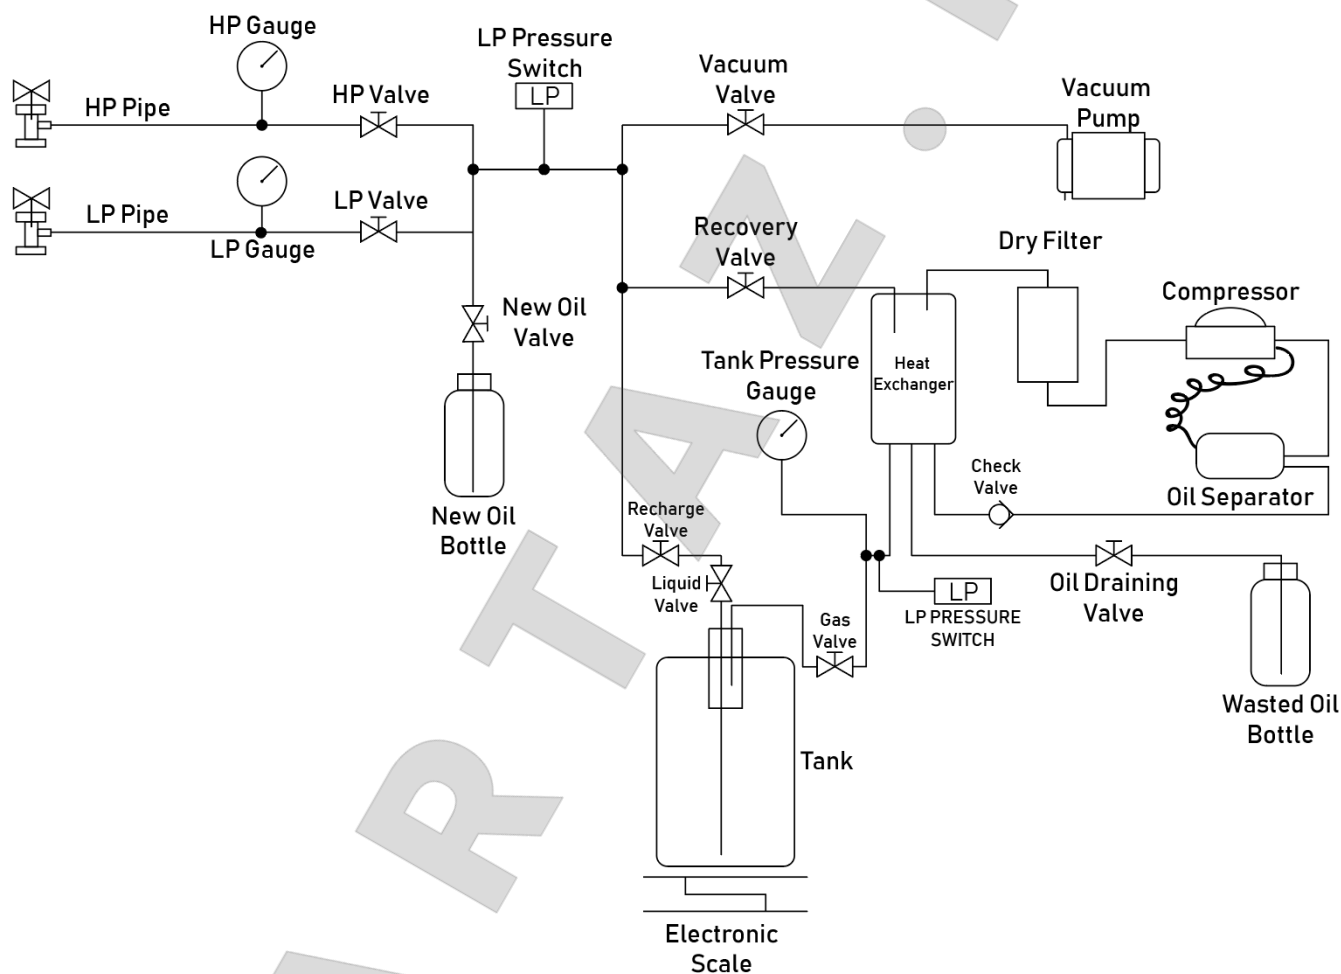 HP Gauge
LP Pressure
Switch
LP
Vacuum
Valve
Vacuum
Pump
HP Pipe
HP Valve
LP Pipe
LP Valve
LP Gauge
Recovery
Valve
Dry Filter
New Oil
Valve
Compressor
Tank Pressure
Gauge
Heat
Exchanger
Check
Valve
Oil Separator
New Oil
Bottle
Recharge
Valve
Liquid
Valve
Gas
Valve
LP
LP PRESSURE
SWITCH
Oil Draining
Valve
Wasted Oil
Bottle
Tank
Electronic
Scale
A R T A Z .